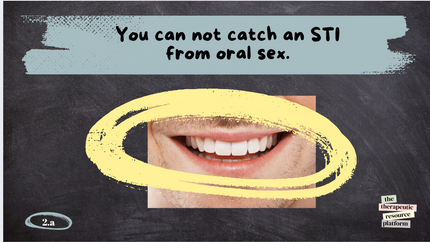 You can not catch an STI
from oral sex.
2.a
the
therapeutic
resource
platform